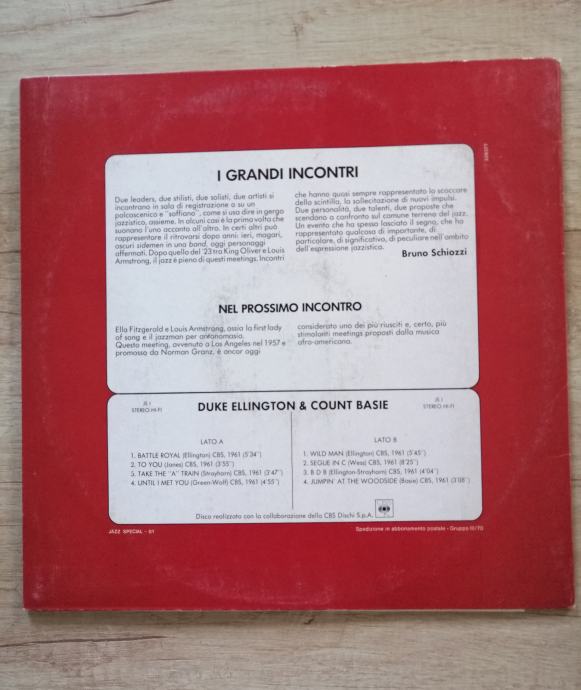 I GRANDI INCONTRI
Due leaders, due stilisti, due solisti, due artisti si
incontrano in sala di registrazione o su un
palcoscenico e "soffiano", come si usa dire in gergo
jazzistico, assieme. In alcuni casi è la prima volta che
suonano l'uno accanto all'altro. In certi altri può
rappresentare il ritrovarsi dopo anni: ieri, magari,
oscuri sidemen in una band, oggi personaggi
affermati. Dopo quello del '23 tra King Oliver e Louis
Armstrong, il jazz è pieno di questi meetings. Incontri
che hanno quasi sempre rappresentato lo scoccare
della scintilla, la sollecitazione di nuovi impulsi.
Due personalità, due talenti, due proposte che
scendono a confronto sul comune terreno del jazz.
Un evento che ha spesso lasciato il segno, che ha
rappresentato qualcosa di importante, di
particolare, di significativo, di peculiare nell'ambito
dell'espressione jazzistica.
Bruno Schiozzi
NEL PROSSIMO INCONTRO
Ella Fitzgerald e Louis Armstrong, ossia la first lady
of song e il jazzman per antonomasia.
Questo meeting, avvenuto a Los Angeles nel 1957 e
promosso da Norman Granz, è ancor oggi
considerato uno dei più riusciti e, certo, più
stimolanti meetings proposti dalla musica
afro-americana.
JS 1
STEREO/HI-FI
DUKE ELLINGTON & COUNT BASIE
JS 1
STEREO/HI-FI
LATO A
1. BATTLE ROYAL (Ellington) CBS, 1961 (5'34")
2. TO YOU (Jones) CBS, 1961 (3'55")
3. TAKE THE "A" TRAIN (Strayhorn) CBS, 1961 (3'47")
4. UNTIL I MET YOU (Green-Wolf) CBS, 1961 (4'55")
LATO B
1. WILD MAN (Ellington) CBS, 1961 (5'45")
2. SEGUE IN C (Wess) CBS, 1961 (8'25")
3. B D B (Ellington-Strayhorn) CBS, 1961 (4'04")
4. JUMPIN' AT THE WOODSIDE (Basie) CBS, 1961 (3'08")
Disco realizzato con la collaborazione della CBS Dischi S.p.A.
JAZZ SPECIAL - 01
Spedizione in abbonamento postale - Gruppo III/70